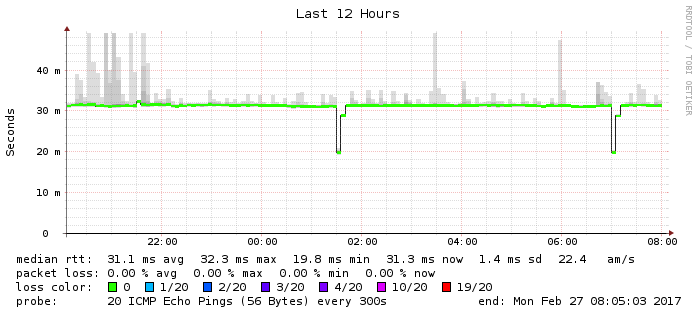 Last 12 Hours
RRDTOOL / TOBI OETIKER
Seconds
40 m
30 m
20 m
10 m
0
22:00 00:00 02:00 04:00 06:00 08:00
median rtt: 31.1 ms avg 32.3 ms max 19.8 ms min 31.3 ms now 1.4 ms sd 22.4 am/s
packet loss: 0.00 % avg 0.00 % max 0.00 % min 0.00 % now
loss color: 0 1/20 2/20 3/20 4/20 10/20 19/20
probe: 20 ICMP Echo Pings (56 Bytes) every 300s end: Mon Feb 27 08:05:03 2017